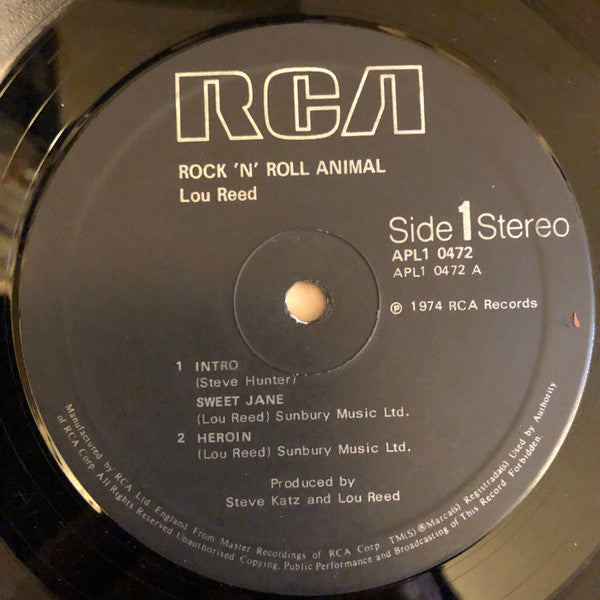 RCA
ROCK 'N' ROLL ANIMAL
Lou Reed
Side 1 Stereo
APL1 0472
APL1 0472 A
℗ 1974 RCA Records
1 INTRO
(Steve Hunter)
SWEET JANE
(Lou Reed) Sunbury Music Ltd.
2 HEROIN
(Lou Reed) Sunbury Music Ltd.
Produced by
Steve Katz and Lou Reed
Manufactured by RCA Ltd. England From Master Recordings of RCA Corp. TM(S)®Marca(s) Registrada(s) Used by Authority
of RCA Corp. All Rights Reserved Unauthorised Copying, Public Performance and Broadcasting of This Record Forbidden.